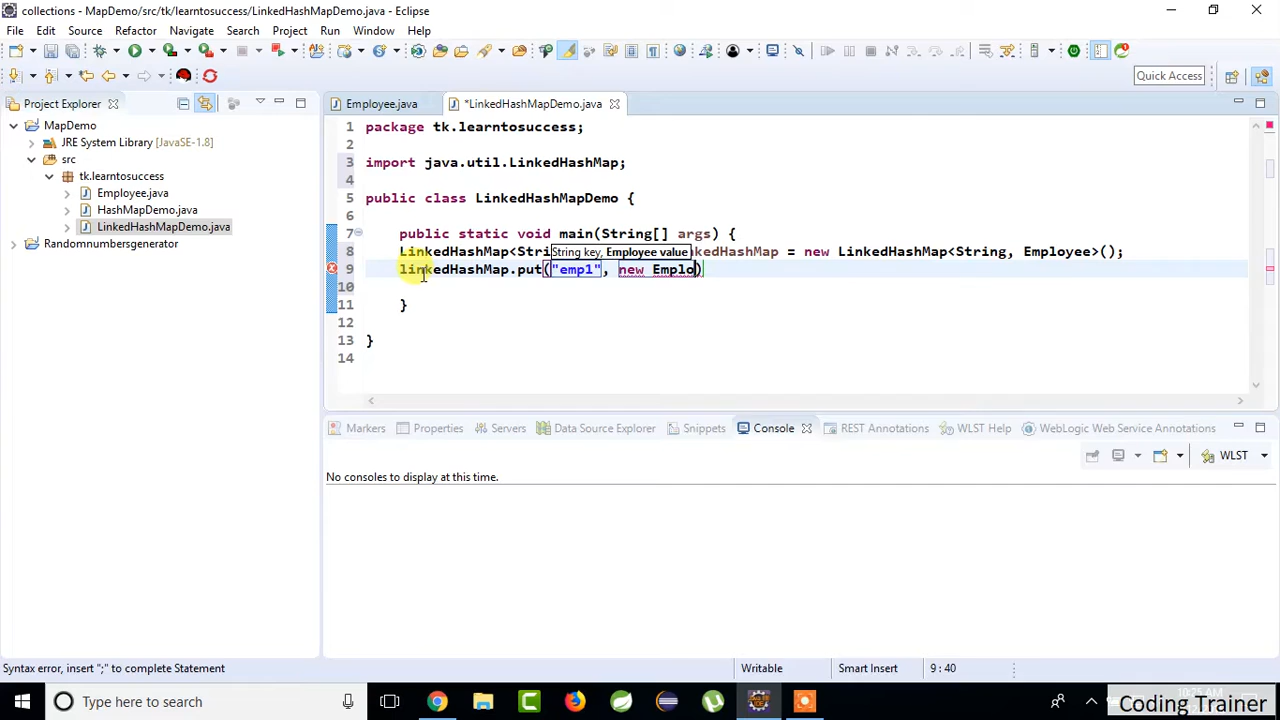 collections - MapDemo/src/tk/learntosuccess/LinkedHashMapDemo.java - Eclipse
File Edit Source Refactor Navigate Search Project Run Window Help
Quick Access
Project Explorer
Employee.java
*LinkedHashMapDemo.java
MapDemo
JRE System Library [JavaSE-1.8]
src
tk.learntosuccess
Employee.java
HashMapDemo.java
LinkedHashMapDemo.java
Randomnumbersgenerator
1 package tk.learntosuccess;
2
3 import java.util.LinkedHashMap;
4
5 public class LinkedHashMapDemo {
6
7 public static void main(String[] args) {
8 LinkedHashMap<Stri kedHashMap = new LinkedHashMap<String, Employee>();
String key, Employee value
9 linkedHashMap.put("emp1", new Emplo)
10
11 }
12
13 }
14
Markers Properties Servers Data Source Explorer Snippets Console REST Annotations WLST Help WebLogic Web Service Annotations
WLST
No consoles to display at this time.
Syntax error, insert ";" to complete Statement
Writable
Smart Insert
9 : 40
Type here to search
10:25 AM
Coding Trainer